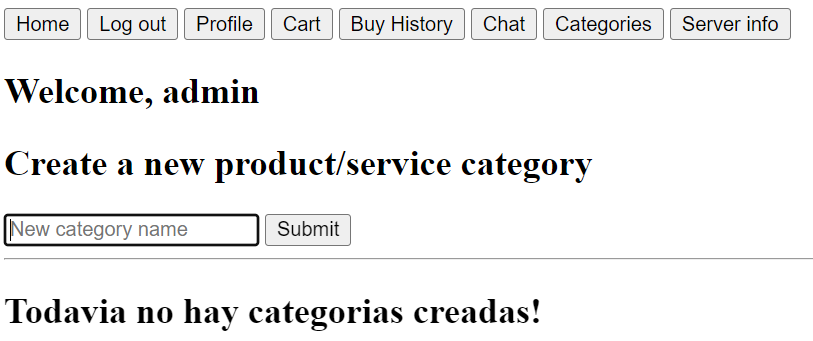 Home Log out Profile Cart Buy History Chat Categories Server info
Welcome, admin
Create a new product/service category
New category name Submit
Todavia no hay categorias creadas!